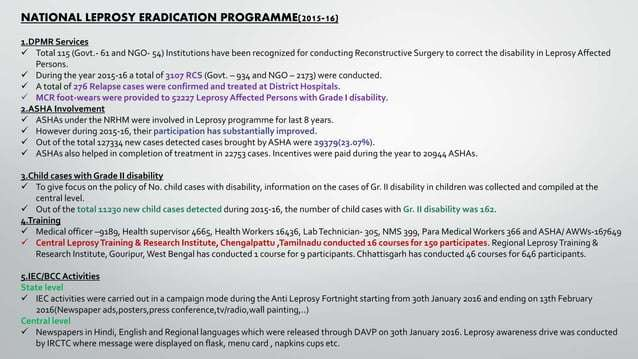 NATIONAL LEPROSY ERADICATION PROGRAMME(2015-16)
1.DPMR Services
✓ Total 115 (Govt.- 61 and NGO- 54) Institutions have been recognized for conducting Reconstructive Surgery to correct the disability in Leprosy Affected
Persons.
✓ During the year 2015-16 a total of 3107 RCS (Govt. – 934 and NGO – 2173) were conducted.
✓ A total of 276 Relapse cases were confirmed and treated at District Hospitals.
✓ MCR foot-wears were provided to 52227 Leprosy Affected Persons with Grade I disability.
2.ASHA Involvement
✓ ASHAs under the NRHM were involved in Leprosy programme for last 8 years.
✓ However during 2015-16, their participation has substantially improved.
✓ Out of the total 127334 new cases detected cases brought by ASHA were 29379(23.07%).
✓ ASHAs also helped in completion of treatment in 22753 cases. Incentives were paid during the year to 20944 ASHAs.
3.Child cases with Grade II disability
✓ To give focus on the policy of No. child cases with disability, information on the cases of Gr. II disability in children was collected and compiled at the
central level.
✓ Out of the total 11230 new child cases detected during 2015-16, the number of child cases with Gr. II disability was 162.
4.Training
✓ Medical officer –9189, Health supervisor 4665, Health Workers 16436, Lab Technician- 305, NMS 399, Para Medical Workers 366 and ASHA/ AWWs-167649
✓ Central Leprosy Training & Research Institute, Chengalpattu ,Tamilnadu conducted 16 courses for 150 participates. Regional Leprosy Training &
Research Institute, Gouripur, West Bengal has conducted 1 course for 9 participants. Chhattisgarh has conducted 46 courses for 646 participants.
5.IEC/BCC Activities
State level
✓ IEC activities were carried out in a campaign mode during the Anti Leprosy Fortnight starting from 30th January 2016 and ending on 13th February
2016(Newspaper ads,posters,press conference,tv/radio,wall painting,..)
Central level
✓ Newspapers in Hindi, English and Regional languages which were released through DAVP on 30th January 2016. Leprosy awareness drive was conducted
by IRCTC where message were displayed on flask, menu card , napkins cups etc.